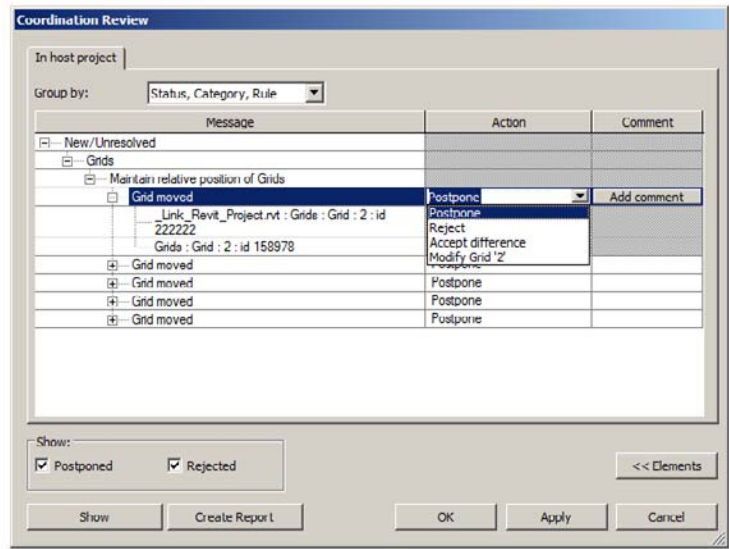 Coordination Review
In host project
Group by: Status, Category, Rule
Message Action Comment
New/Unresolved
Grids
Maintain relative position of Grids
Grid moved Postpone Add comment
_Link_Revit_Project.rvt : Grids : Grid : 2 : id
222222
Grids : Grid : 2 : id 158978
Postpone
Reject
Accept difference
Modify Grid '2'
Grid moved Postpone
Grid moved Postpone
Grid moved Postpone
Grid moved Postpone
Show:
Postponed Rejected
<< Elements
Show Create Report OK Apply Cancel